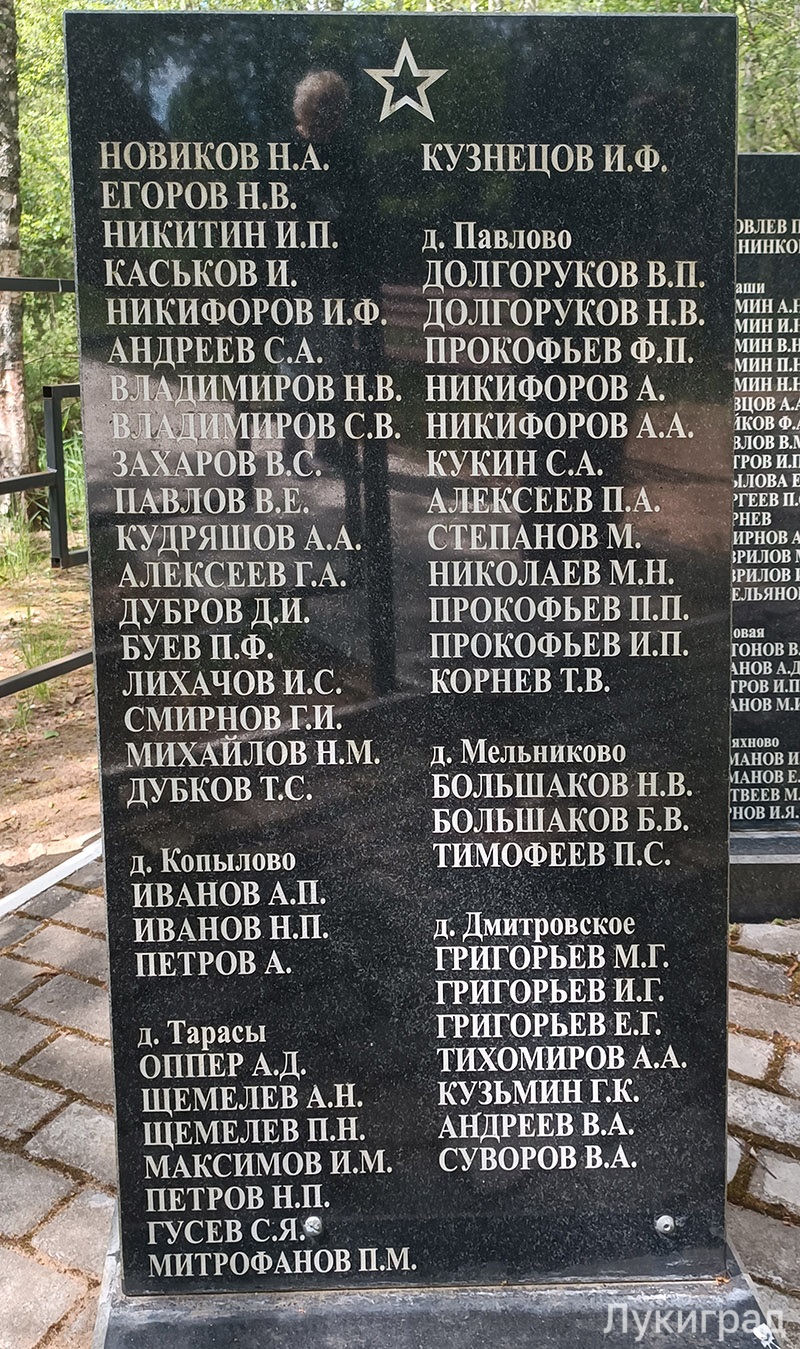 НОВИКОВ Н.А.
ЕГОРОВ Н.В.
НИКИТИН И.П.
КАСЬКОВ И.
НИКИФОРОВ И.Ф.
АНДРЕЕВ С.А.
ВЛАДИМИРОВ Н.В.
ВЛАДИМИРОВ С.В.
ЗАХАРОВ В.С.
ПАВЛОВ В.Е.
КУДРЯШОВ А.А.
АЛЕКСЕЕВ Г.А.
ДУБРОВ Д.И.
БУЕВ П.Ф.
ЛИХАЧОВ И.С.
СМИРНОВ Г.И.
МИХАЙЛОВ Н.М.
ДУБКОВ Т.С.
д. Копылово
ИВАНОВ А.П.
ИВАНОВ Н.П.
ПЕТРОВ А.
д. Тарасы
ОППЕР А.Д.
ЩЕМЕЛЕВ А.Н.
ЩЕМЕЛЕВ П.Н.
МАКСИМОВ И.М.
ПЕТРОВ Н.П.
ГУСЕВ С.Я.
МИТРОФАНОВ П.М.
КУЗНЕЦОВ И.Ф.
д. Павлово
ДОЛГОРУКОВ В.П.
ДОЛГОРУКОВ Н.В.
ПРОКОФЬЕВ Ф.П.
НИКИФОРОВ А.
НИКИФОРОВ А.А.
КУКИН С.А.
АЛЕКСЕЕВ П.А.
СТЕПАНОВ М.
НИКОЛАЕВ М.Н.
ПРОКОФЬЕВ П.П.
ПРОКОФЬЕВ И.П.
КОРНЕВ Т.В.
д. Мельниково
БОЛЬШАКОВ Н.В.
БОЛЬШАКОВ Б.В.
ТИМОФЕЕВ П.С.
д. Дмитровское
ГРИГОРЬЕВ М.Г.
ГРИГОРЬЕВ И.Г.
ГРИГОРЬЕВ Е.Г.
ТИХОМИРОВ А.А.
КУЗЬМИН Г.К.
АНДРЕЕВ В.А.
СУВОРОВ В.А.
Лукиград